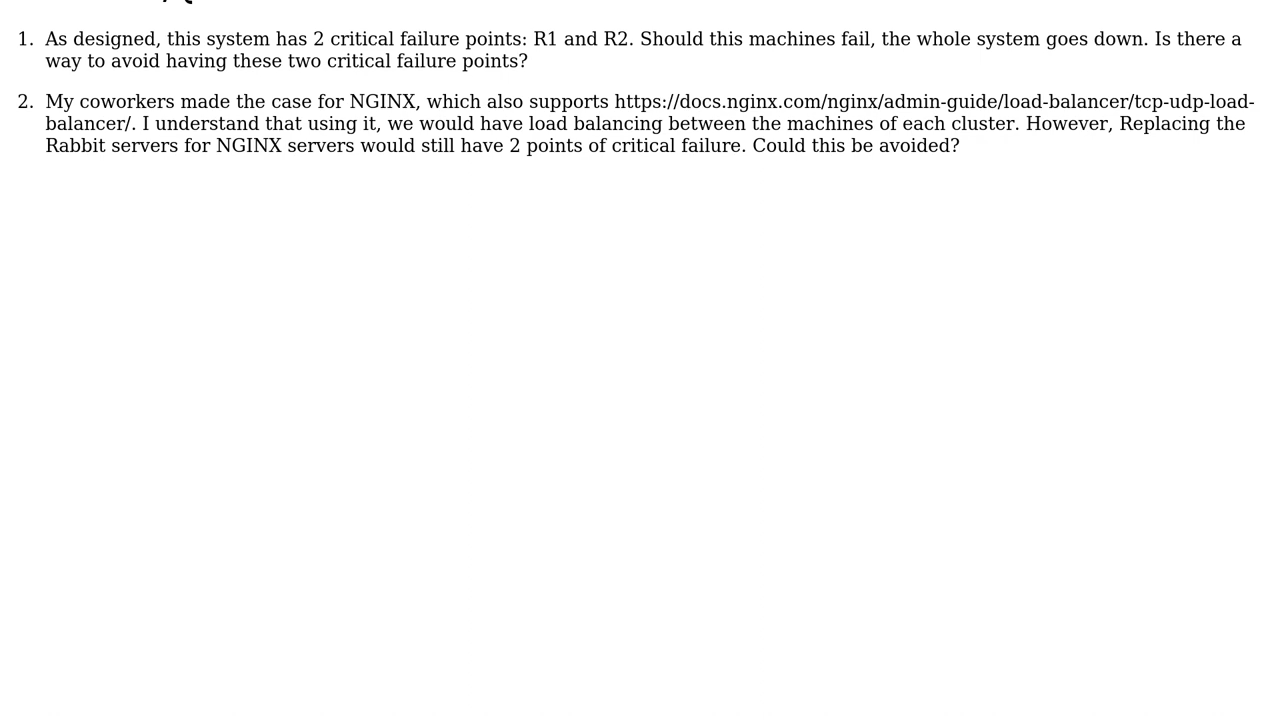 1. As designed, this system has 2 critical failure points: R1 and R2. Should this machines fail, the whole system goes down. Is there a
way to avoid having these two critical failure points?
2. My coworkers made the case for NGINX, which also supports https://docs.nginx.com/nginx/admin-guide/load-balancer/tcp-udp-load-
balancer/. I understand that using it, we would have load balancing between the machines of each cluster. However, Replacing the
Rabbit servers for NGINX servers would still have 2 points of critical failure. Could this be avoided?